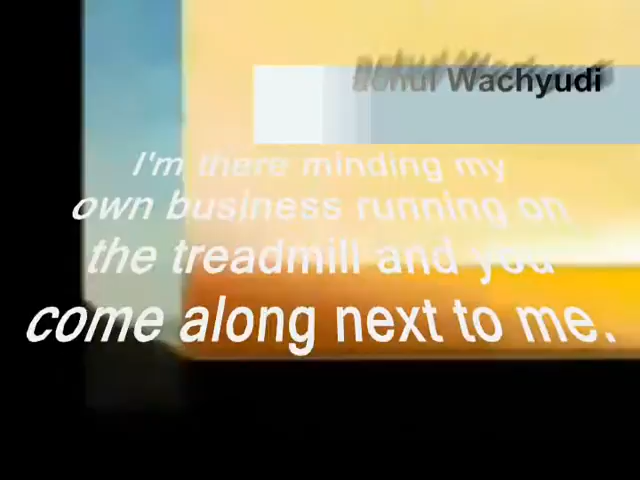 Wachyudi
I'm there minding my
own business running on
the treadmill and you
come along next to me.